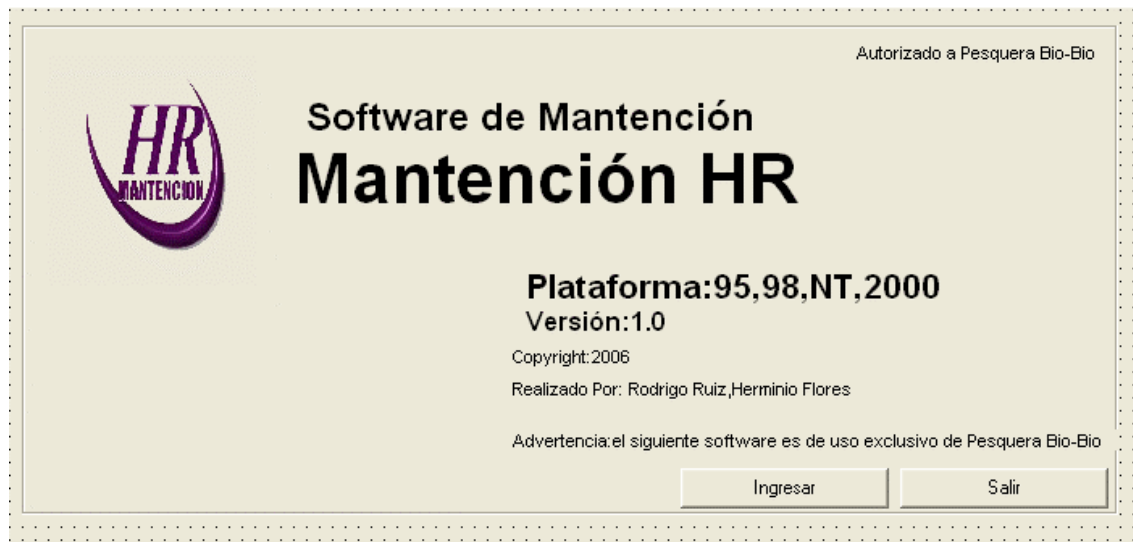 Autorizado a Pesquera Bio-Bio
HR
MANTENCION
Software de Mantención
Mantención HR
Plataforma:95,98,NT,2000
Versión:1.0
Copyright:2006
Realizado Por: Rodrigo Ruiz,Herminio Flores
Advertencia:el siguiente software es de uso exclusivo de Pesquera Bio-Bio
Ingresar
Salir